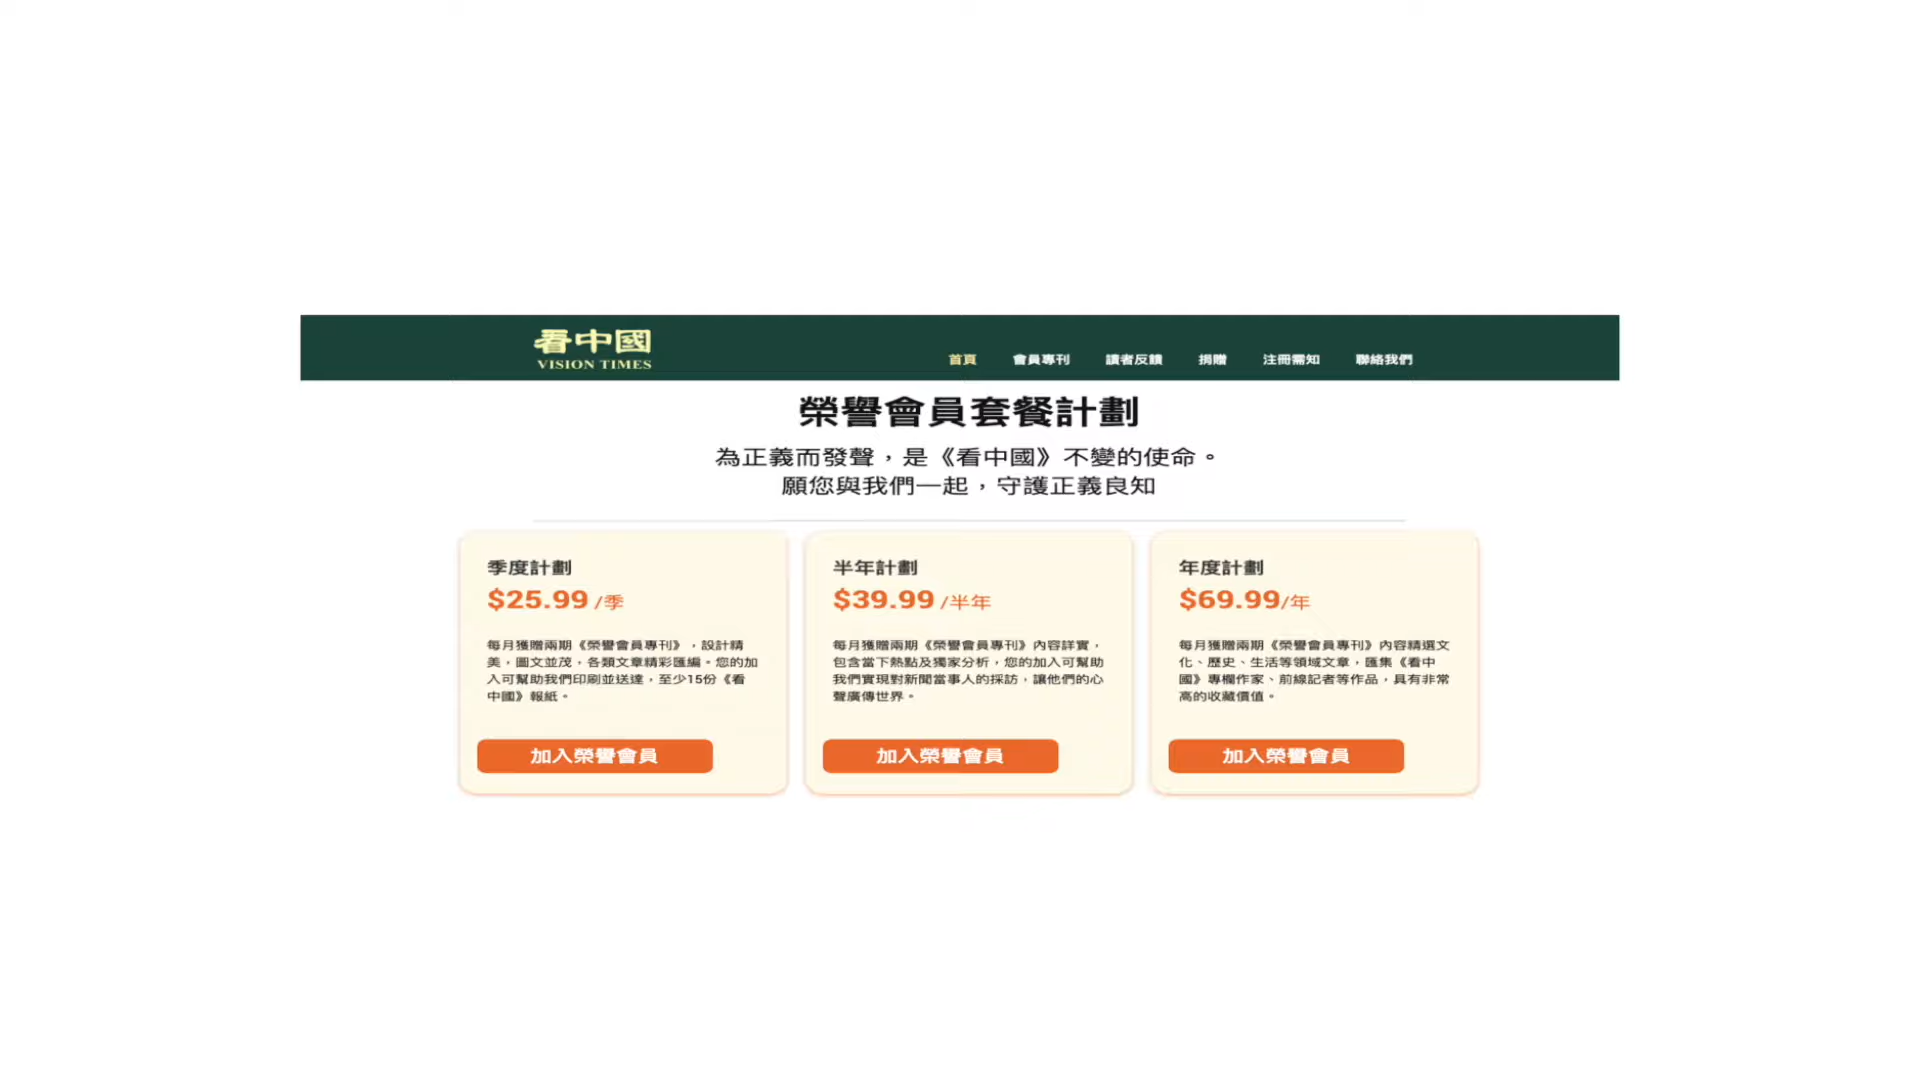 看中國
VISION TIMES
首頁 會員專刊 讀者反饋 捐贈 注冊需知 聯絡我們
榮譽會員套餐計劃
為正義而發聲，是《看中國》不變的使命。
願您與我們一起，守護正義良知
季度計劃
$25.99 /季
每月獲贈兩期《榮譽會員專刊》，設計精
美，圖文並茂，各類文章精彩匯編。您的加
入可幫助我們印刷並送達，至少15份《看
中國》報紙。
加入榮譽會員
半年計劃
$39.99 /半年
每月獲贈兩期《榮譽會員專刊》內容詳實，
包含當下熱點及獨家分析，您的加入可幫助
我們實現對新聞當事人的採訪，讓他們的心
聲廣傳世界。
加入榮譽會員
年度計劃
$69.99/年
每月獲贈兩期《榮譽會員專刊》內容精選文
化、歷史、生活等領域文章，匯集《看中
國》專欄作家、前線記者等作品，具有非常
高的收藏價值。
加入榮譽會員